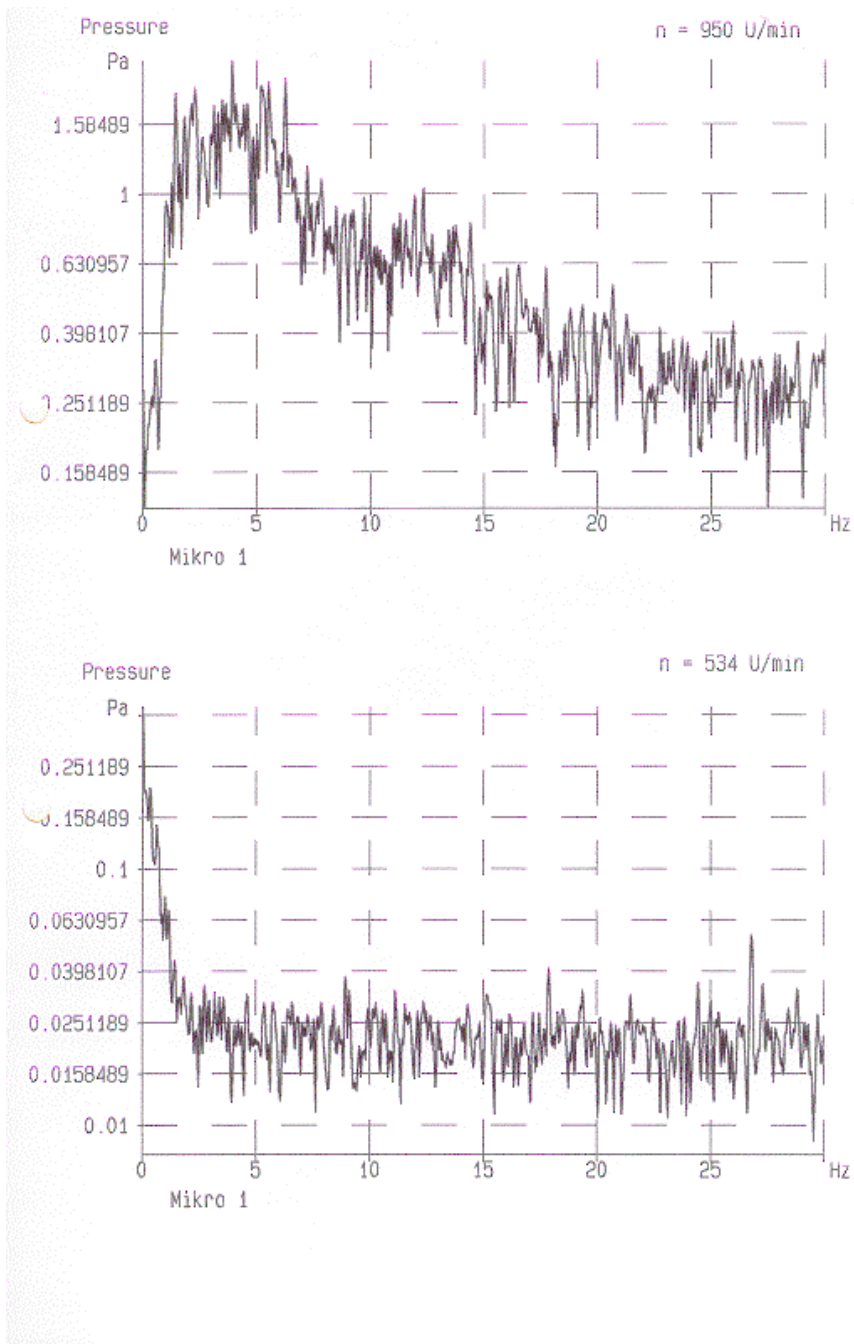 Pressure
n = 950 U/min
Pa
1.58489
1
0.630957
0.398107
0.251189
0.158489
0 5 10 15 20 25 Hz
Mikro 1
Pressure
n = 534 U/min
Pa
0.251189
0.158489
0.1
0.0630957
0.0398107
0.0251189
0.0158489
0.01
0 5 10 15 20 25 Hz
Mikro 1